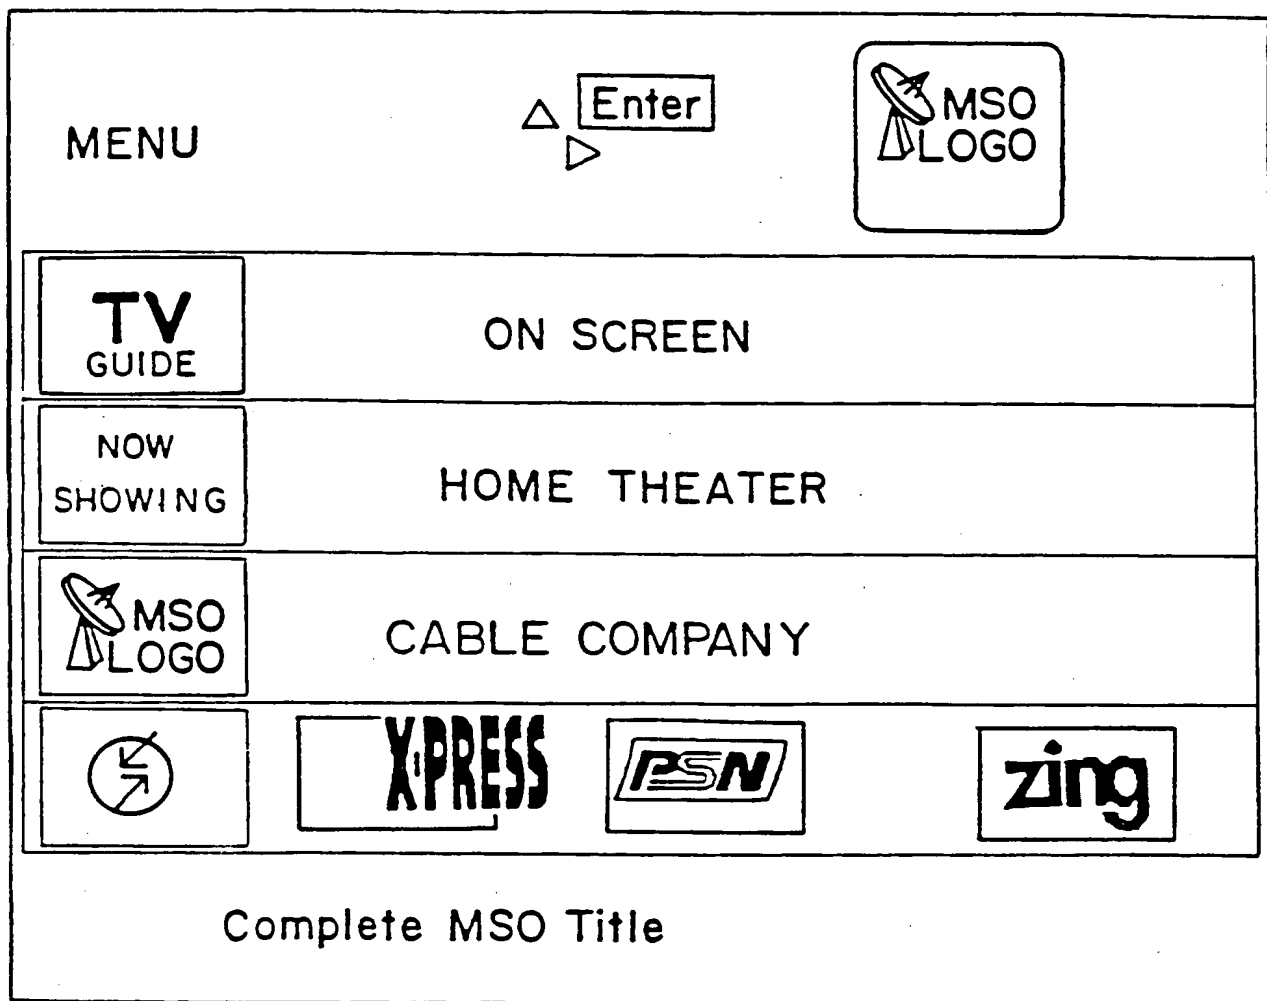 MENU
Enter
MSO
LOGO
TV
GUIDE
ON SCREEN
NOW
SHOWING
HOME THEATER
MSO
LOGO
CABLE COMPANY
X·PRESS
PSN
zing
Complete MSO Title